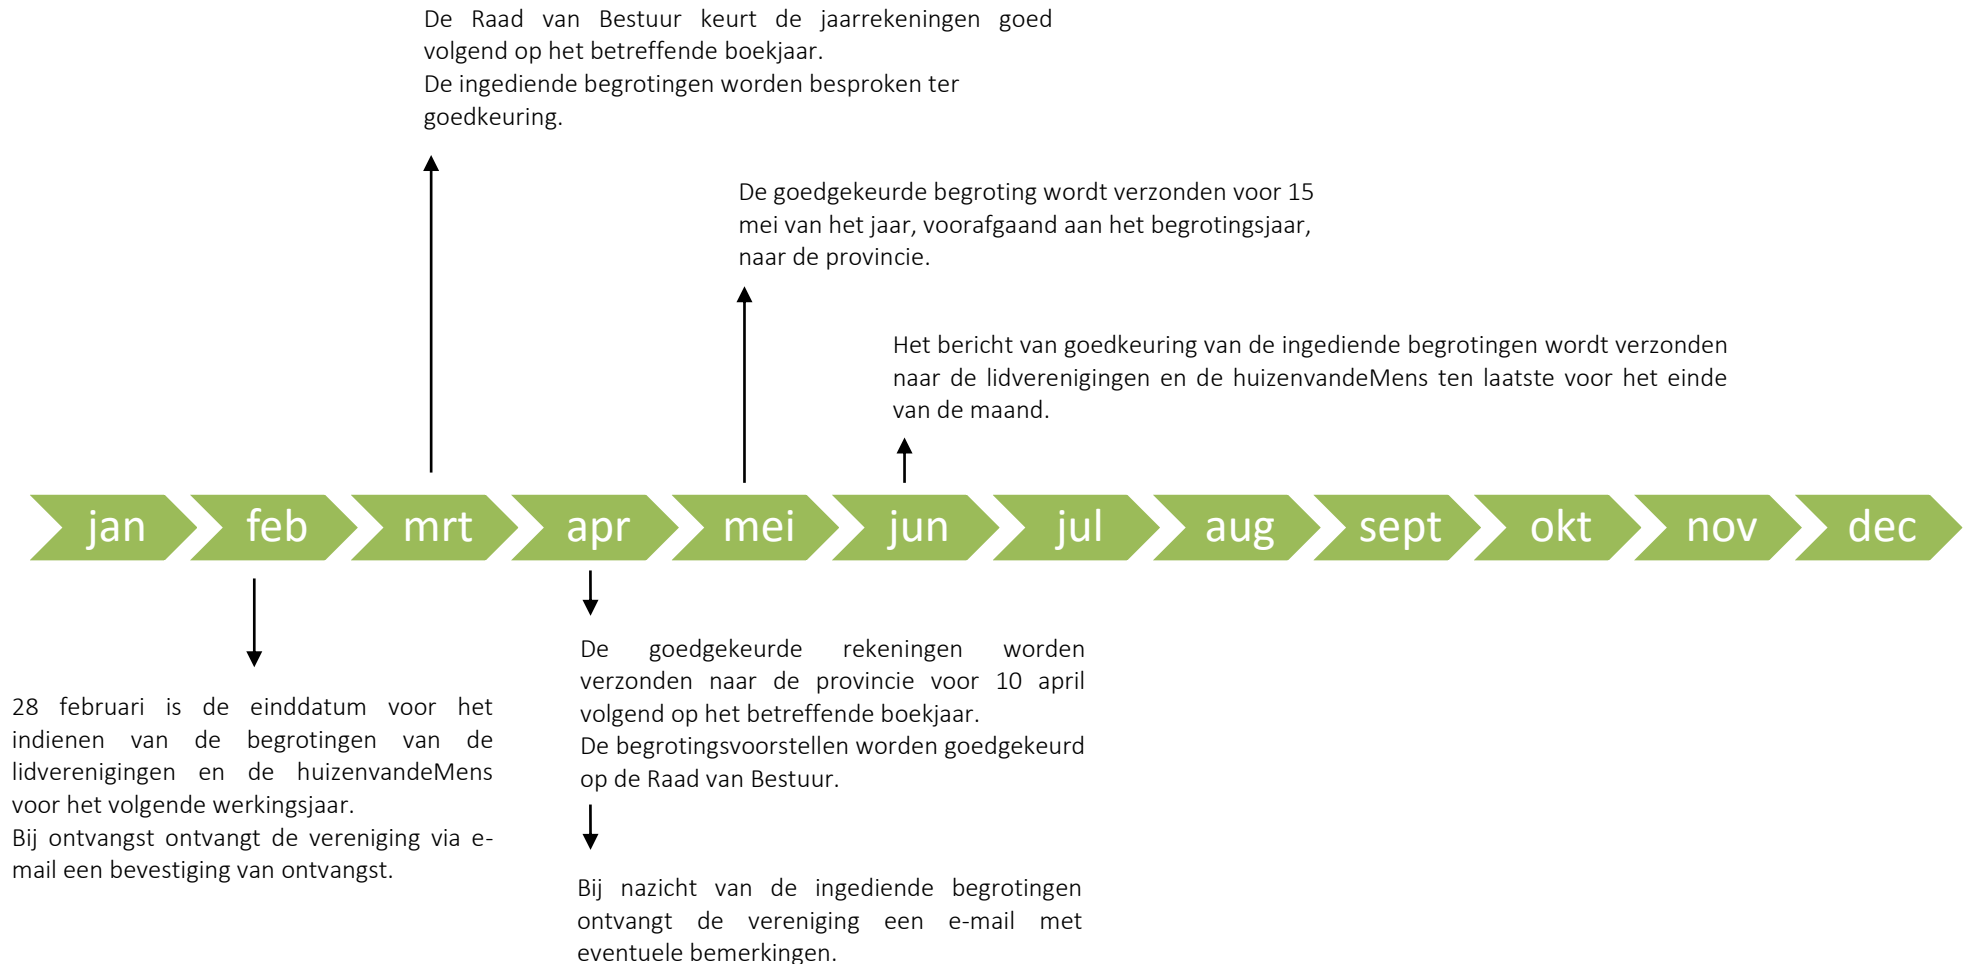 De Raad van Bestuur keurt de jaarrekeningen goed
volgend op het betreffende boekjaar.
De ingediende begrotingen worden besproken ter
goedkeuring.
De goedgekeurde begroting wordt verzonden voor 15
mei van het jaar, voorafgaand aan het begrotingsjaar,
naar de provincie.
Het bericht van goedkeuring van de ingediende begrotingen wordt verzonden
naar de lidverenigingen en de huizenvandeMens ten laatste voor het einde
van de maand.
jan feb mrt apr mei jun jul aug sept okt nov dec
28 februari is de einddatum voor het
indienen van de begrotingen van de
lidverenigingen en de huizenvandeMens
voor het volgende werkingsjaar.
Bij ontvangst ontvangt de vereniging via e-
mail een bevestiging van ontvangst.
De goedgekeurde rekeningen worden
verzonden naar de provincie voor 10 april
volgend op het betreffende boekjaar.
De begrotingsvoorstellen worden goedgekeurd
op de Raad van Bestuur.
Bij nazicht van de ingediende begrotingen
ontvangt de vereniging een e-mail met
eventuele bemerkingen.